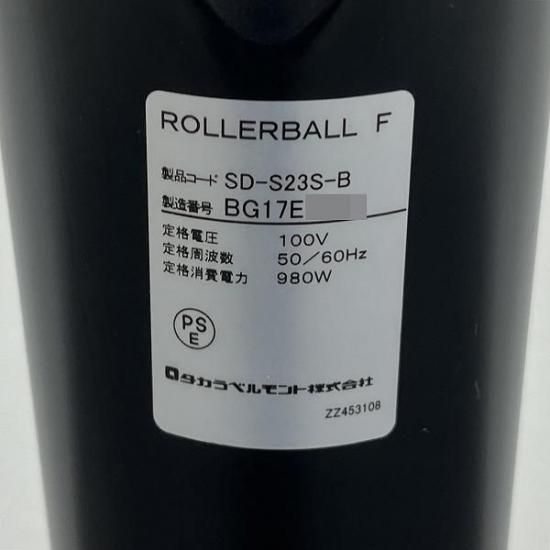 ROLLERBALL F
製品コード SD-S23S-B
製造番号 BG17E
定格電圧 100V
定格周波数 50/60Hz
定格消費電力 980W
PS
E
タカラベルモント株式会社
ZZ453108